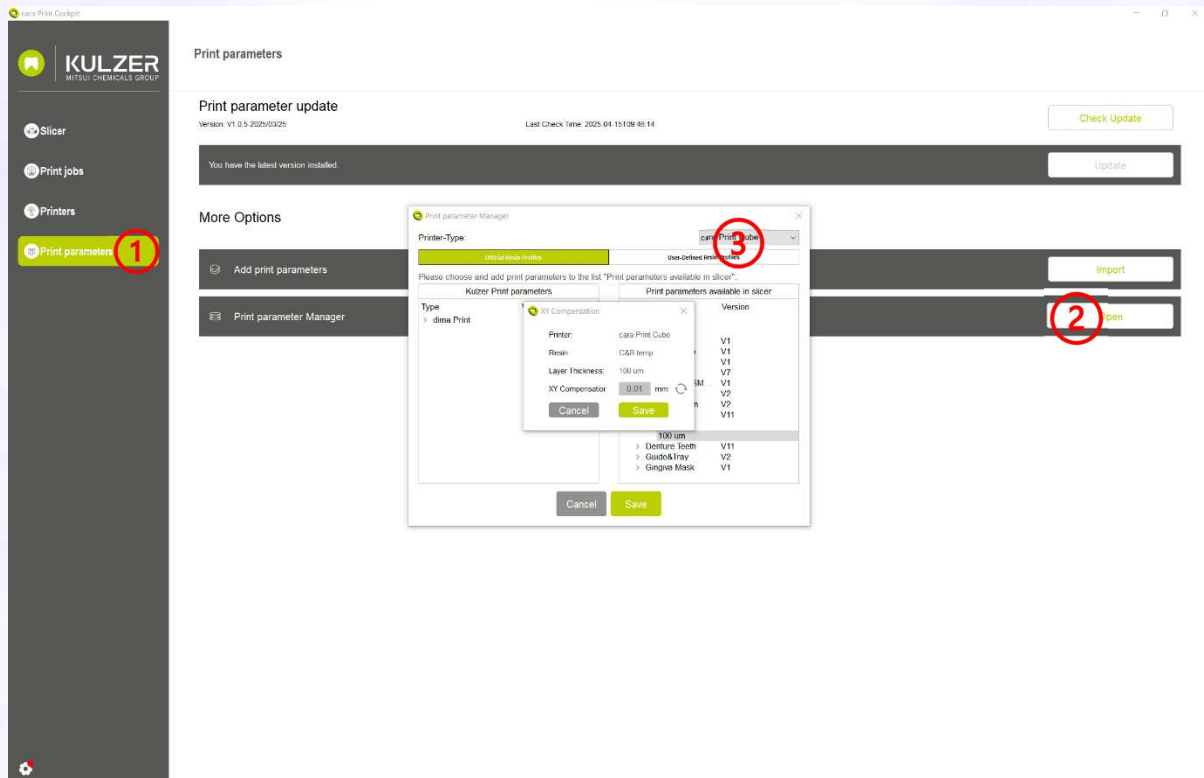 cara Print Cockpit
KULZER
MITSUI CHEMICALS GROUP
Slicer
Print jobs
Printers
Print parameters
1
Print parameters
Print parameter update
Version: V1.0.5-2025/03/25
Last Check Time: 2025-04-15T09:46:14
Check Update
You have the latest version installed.
Update
More Options
Add print parameters
Import
Print parameter Manager
2
Print parameter Manager
Printer-Type:
cara Print Cube
3
Official Resin Profiles
User-Defined Resin Profiles
Please choose and add print parameters to the list "Print parameters available in slicer".
Kulzer Print parameters
Print parameters available in slicer
Type
Version
> dima Print
V1
V1
V1
V7
SM... V1
V2
V2
V11
100 um
> Denture Teeth V11
> Guide&Tray V2
> Gingiva Mask V1
XY Compensation
Printer: cara Print Cube
Resin: C&B temp
Layer Thickness: 100 um
XY Compensatior 0.01 mm
Cancel Save
Cancel Save